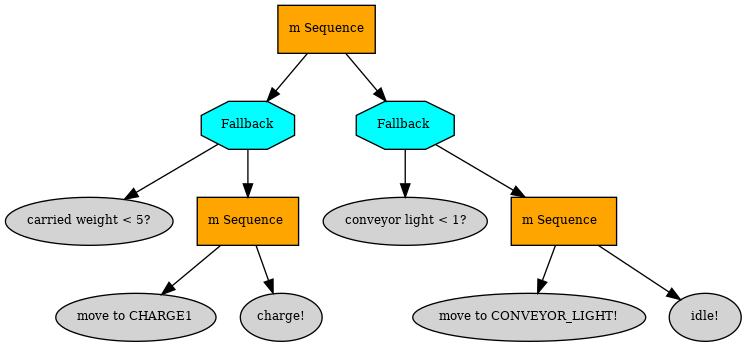 m Sequence
Fallback
Fallback
carried weight < 5?
m Sequence
conveyor light < 1?
m Sequence
move to CHARGE1
charge!
move to CONVEYOR_LIGHT!
idle!